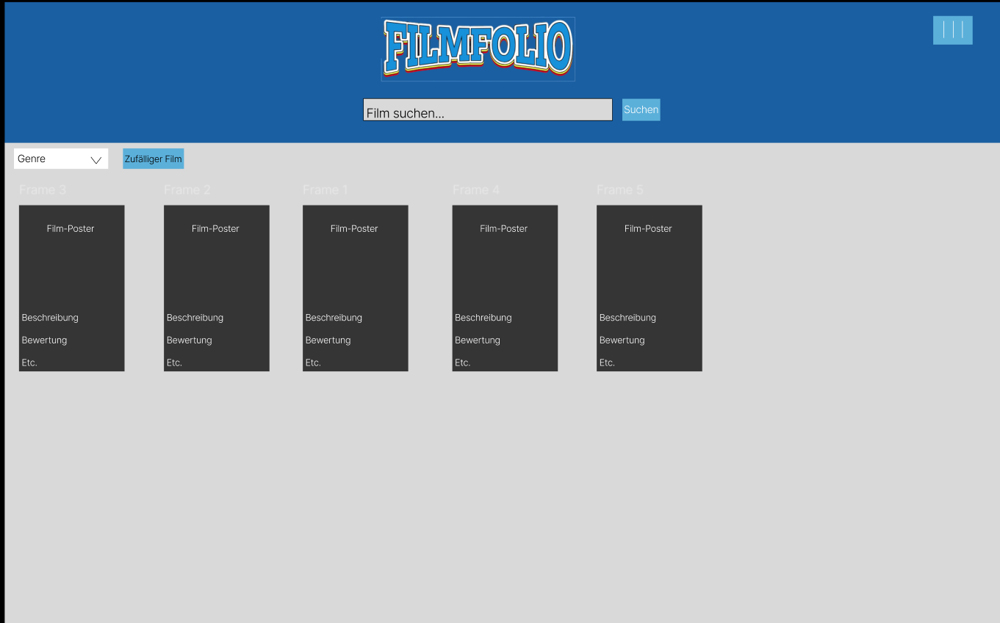 FILMFOLIO
Film suchen...
Suchen
Genre
Zufälliger Film
Frame 3
Frame 2
Frame 1
Frame 4
Frame 5
Film-Poster
Film-Poster
Film-Poster
Film-Poster
Film-Poster
Beschreibung
Beschreibung
Beschreibung
Beschreibung
Beschreibung
Bewertung
Bewertung
Bewertung
Bewertung
Bewertung
Etc.
Etc.
Etc.
Etc.
Etc.